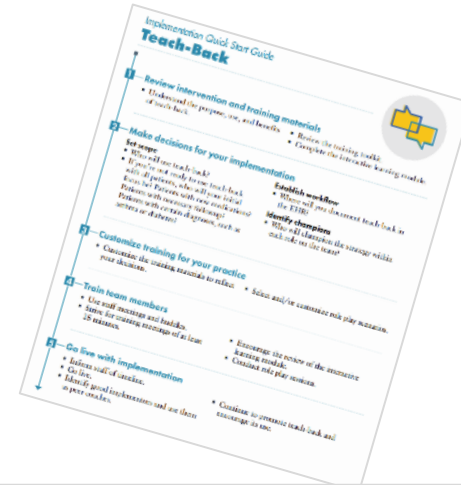 Implementation Quick Start Guide
Teach-Back
1 Review intervention and training materials
• Understand the purpose, use, and benefits
of teach-back.
• Review the training toolkit.
• Complete the interactive learning module.
2 Make decisions for your implementation
Set scope
• Who will use teach-back?
• If you're not ready to use teach-back
with all patients, who will your initial
focus be? Patients with new medications?
Patients with certain diagnosis, such as
asthma or diabetes?
Establish workflow
• Where will you document teach-back in
the EHR?
Identify champions
• Who will champion the strategy within
each role on the team?
3 Customize training for your practice
• Customize the training materials to reflect
your situation.
• Select and/or customize role play scenarios.
4 Train team members
• Use staff meetings and huddles.
• Strive for training meetings of at least
minutes.
• Encourage the review of the interactive
learning module.
• Conduct role play sessions.
5 Go live with implementation
• Inform staff of timeline.
• Go live.
• Identify good implementers and use them
as peer coaches.
• Continue to promote teach-back and
encourage its use.